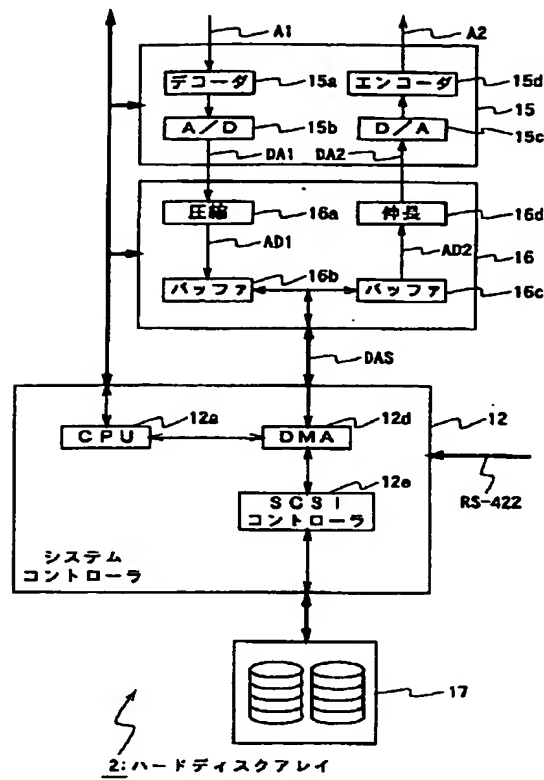 A1
A2
デコーダ
15a
エンコーダ
15d
15
A/D
15b
D/A
15c
DA1
DA2
圧縮
16a
伸長
16d
AD1
AD2
16
バッファ
16b
バッファ
16c
DAS
CPU
12a
DMA
12d
12
RS-422
SCSI
コントローラ
12e
システム
コントローラ
17
2:ハードディスクアレイ